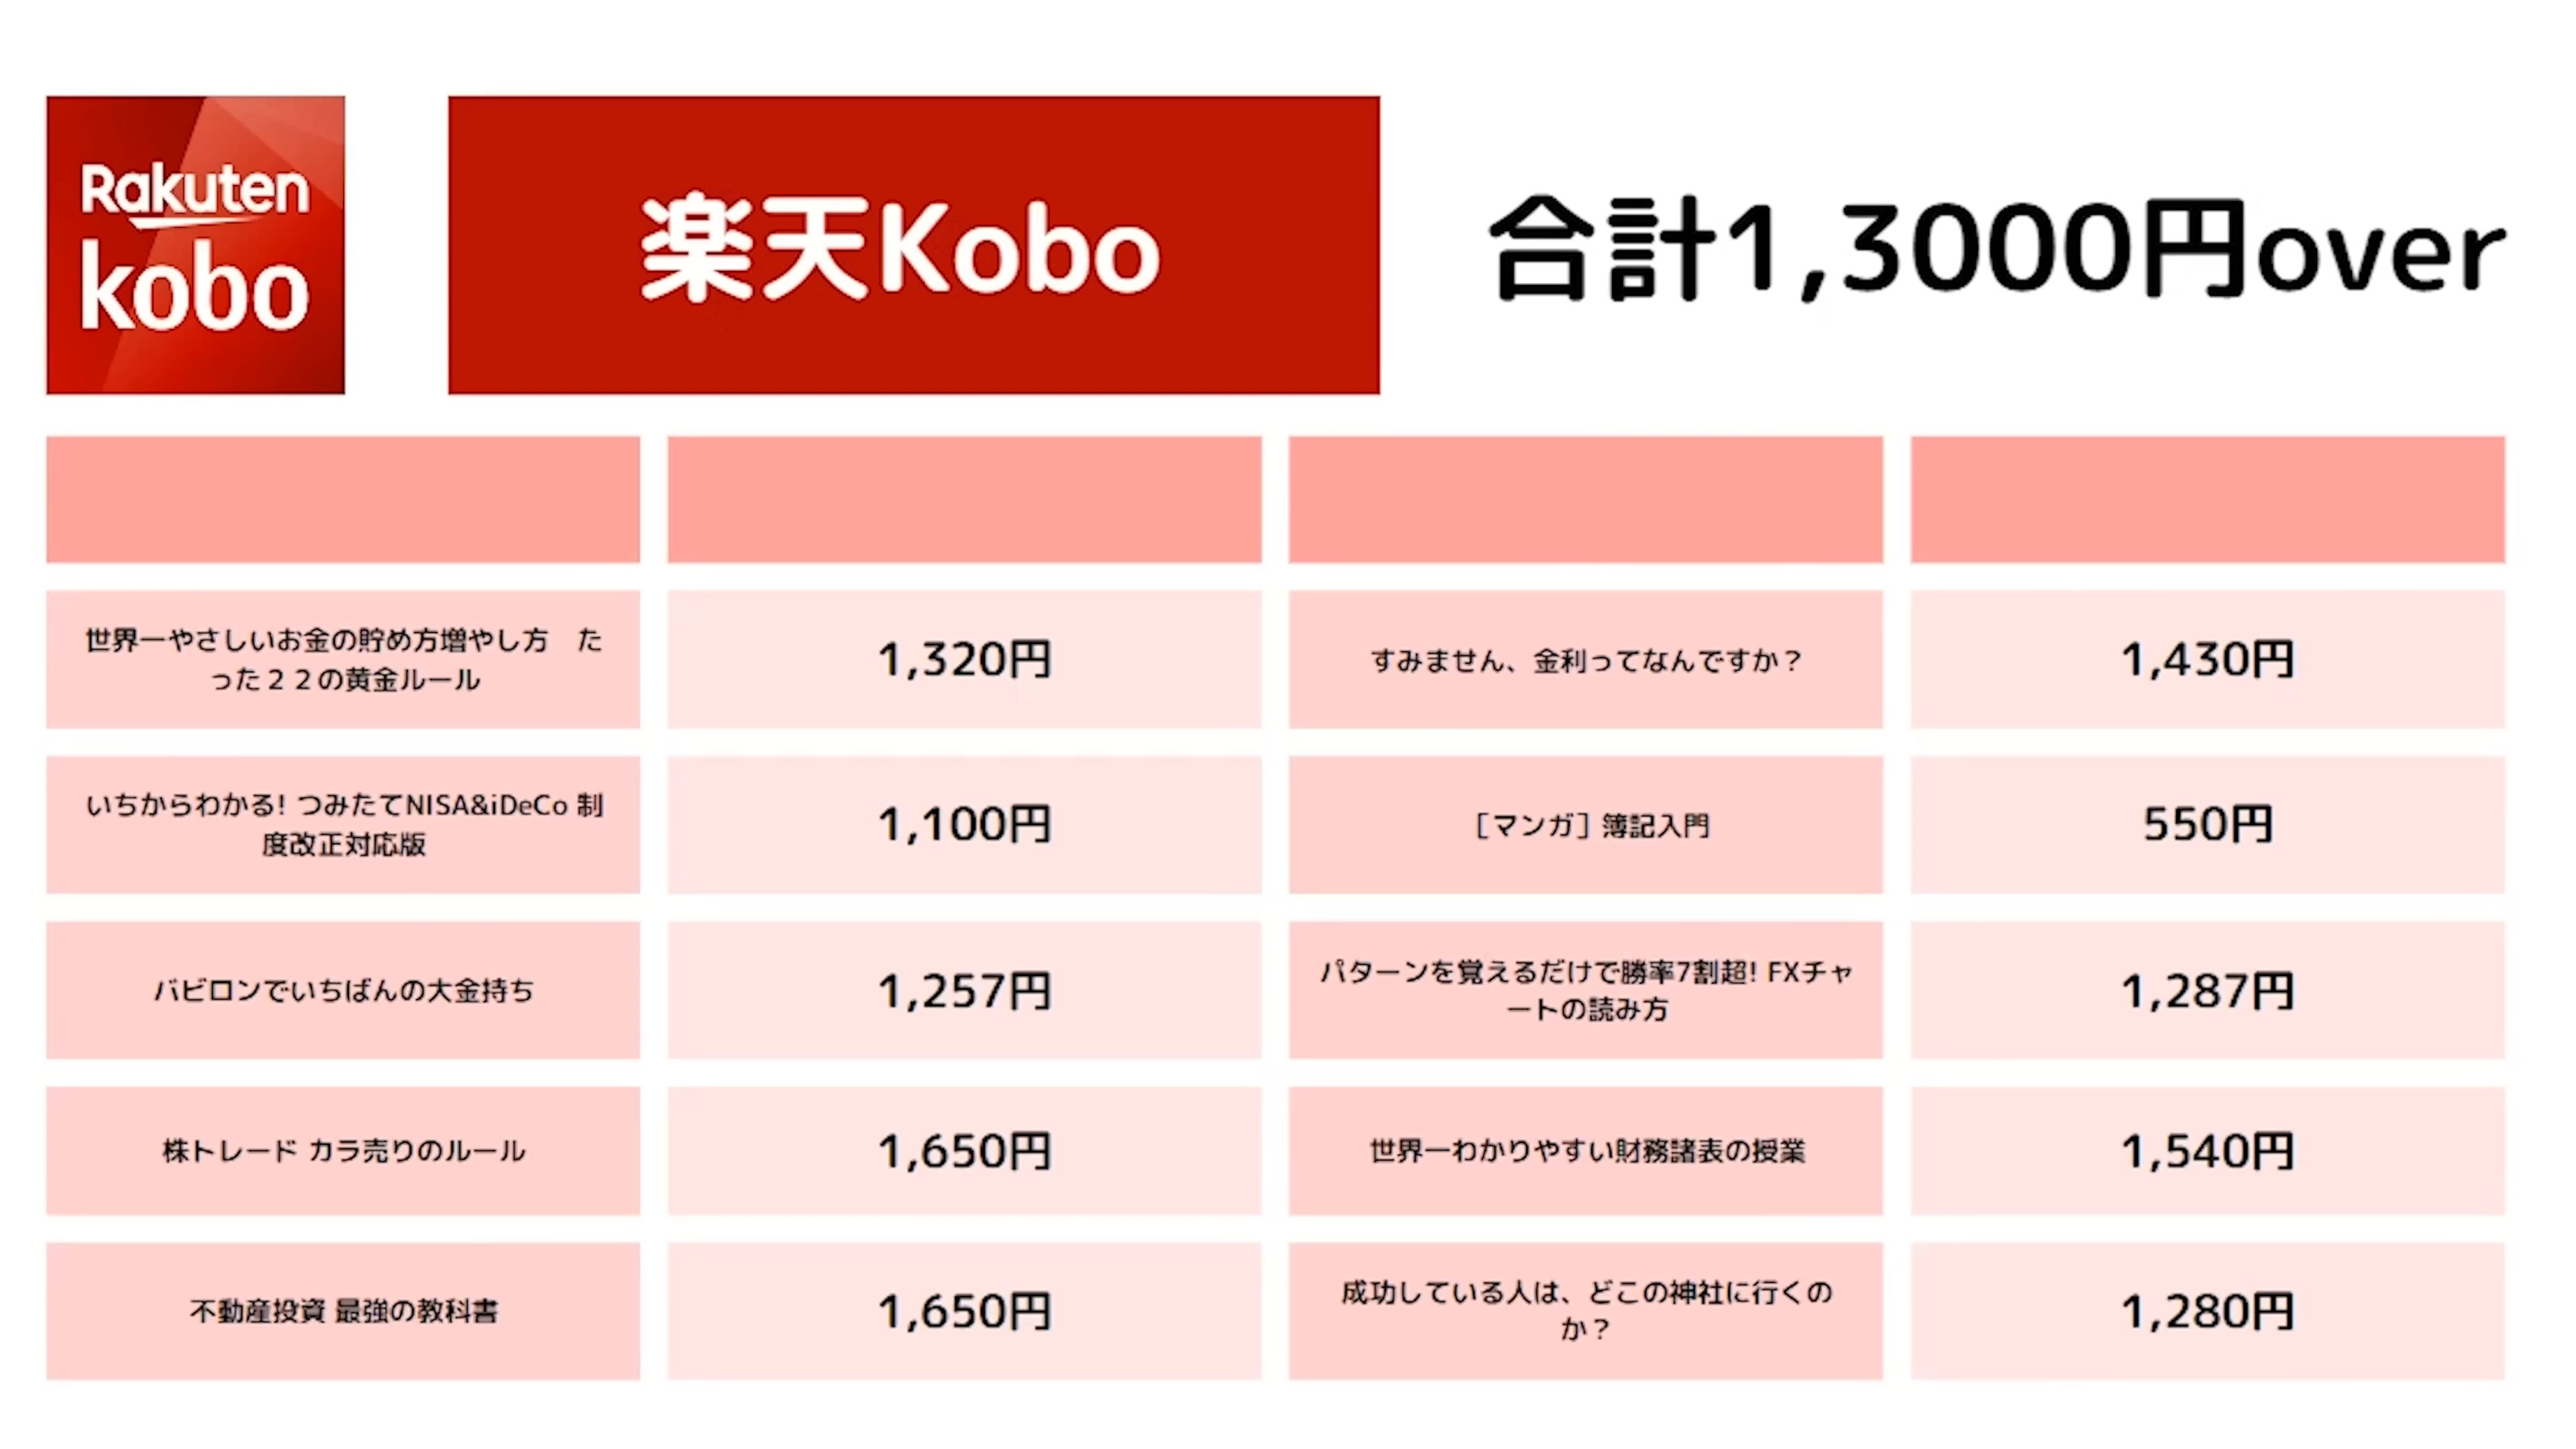 Rakuten
kobo
楽天Kobo
合計1,3000円over
世界一やさしいお金の貯め方増やし方　た
った２２の黄金ルール
1,320円
すみません、金利ってなんですか？
1,430円
いちからわかる! つみたてNISA&iDeCo 制
度改正対応版
1,100円
［マンガ］簿記入門
550円
バビロンでいちばんの大金持ち
1,257円
パターンを覚えるだけで勝率7割超! FXチャ
ートの読み方
1,287円
株トレード カラ売りのルール
1,650円
世界一わかりやすい財務諸表の授業
1,540円
不動産投資 最強の教科書
1,650円
成功している人は、どこの神社に行くの
か？
1,280円